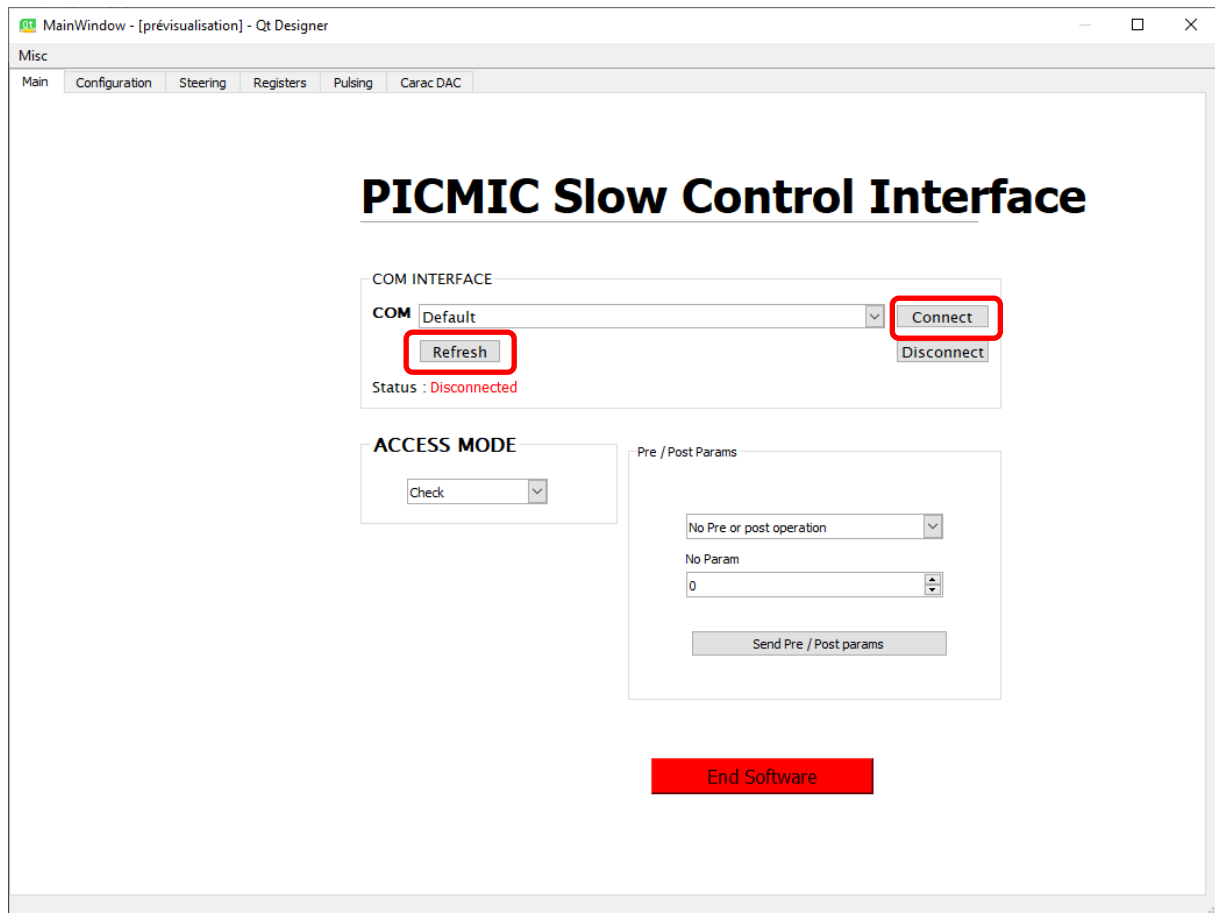 MainWindow - [prévisualisation] - Qt Designer
Misc
Main Configuration Steering Registers Pulsing Carac DAC
PICMIC Slow Control Interface
COM INTERFACE
COM Default Connect
Refresh Disconnect
Status : Disconnected
ACCESS MODE
Check
Pre / Post Params
No Pre or post operation
No Param
0
Send Pre / Post params
End Software